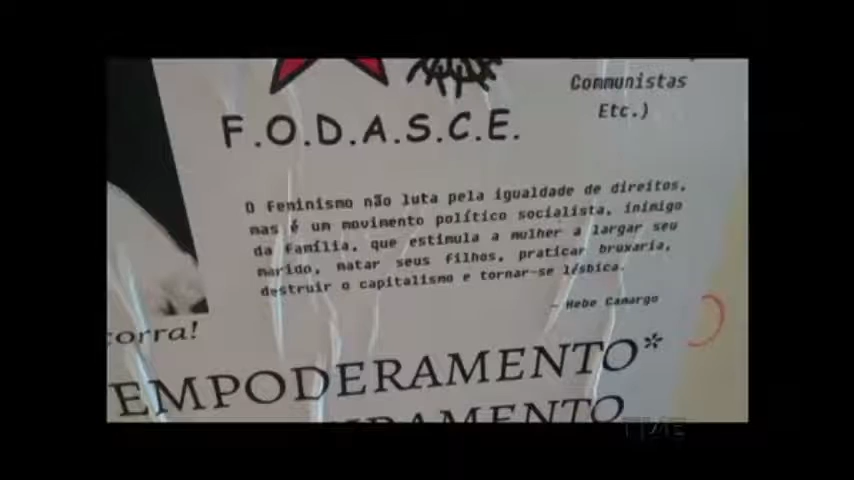 Communistas
Etc.)
F.O.D.A.S.C.E.
O Feminismo não luta pela igualdade de direitos,
mas é um movimento político socialista, inimigo
da família, que estimula a mulher a largar seu
marido, matar seus filhos, praticar bruxaria,
destruir o capitalismo e tornar-se lésbica.
- Hebe Camargo
corra!
EMPODERAMENTO*